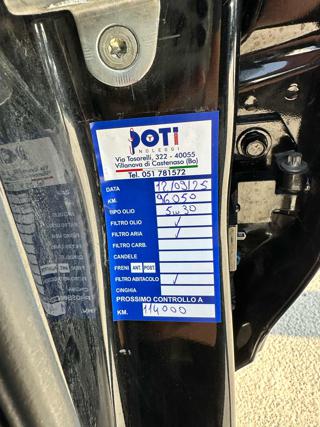 POTI
NOLEGGI
Via Tosarelli, 322 - 40055
Villanova di Castenaso (Bo)
Tel. 051 781572
DATA 12/03/25
KM. 96.050
TIPO OLIO 5W30
FILTRO OLIO ✓
FILTRO ARIA ✓
FILTRO CARB.
CANDELE
FRENI ANT POST
FILTRO ABITACOLO ✓
CINGHIA
PROSSIMO CONTROLLO A
KM. 114000